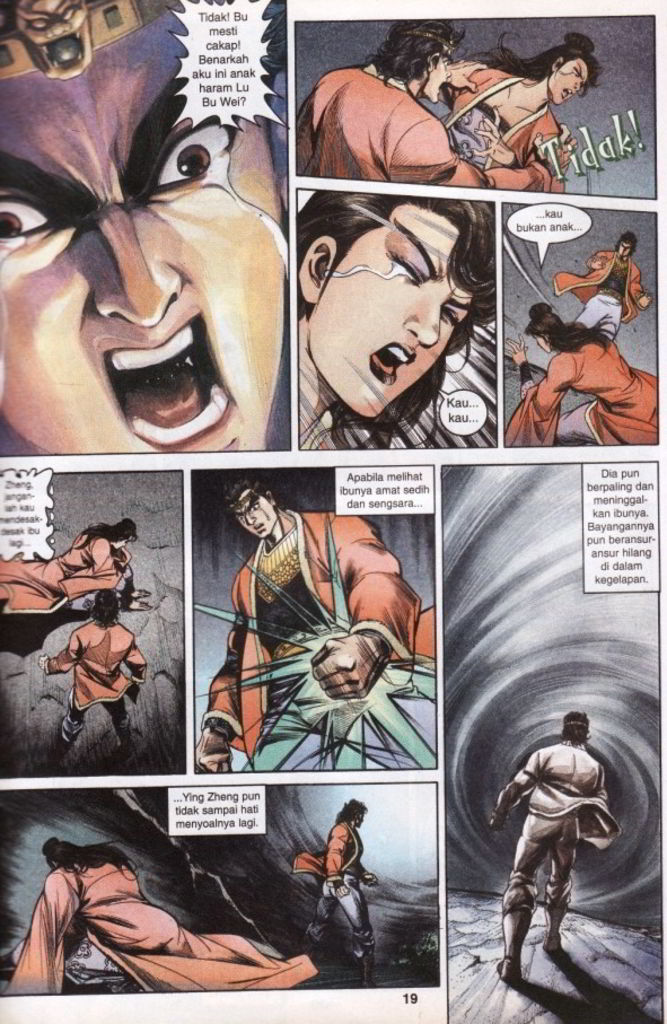 Tidak! Bu
mesti
cakap!
Benarkah
aku ini anak
haram Lu
Bu Wei?
Tidak!
Kau...
kau...
...kau
bukan anak...
Zheng,
jangan-
lah kau
mendesak-
desak ibu
lagi...
Apabila melihat
ibunya amat sedih
dan sengsara...
...Ying Zheng pun
tidak sampai hati
menyoalnya lagi.
Dia pun
berpaling dan
meninggal-
kan ibunya.
Bayangannya
pun beransur-
ansur hilang
di dalam
kegelapan.
19